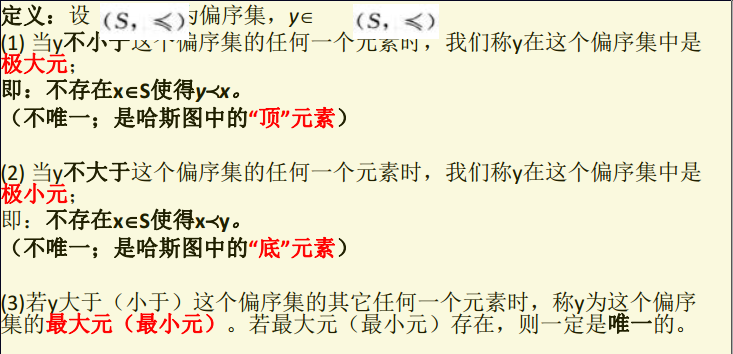 定义：设 (S, ≼)为偏序集，y∈ (S, ≼)
(1) 当y不小于这个偏序集的任何一个元素时，我们称y在这个偏序集中是
极大元；
即：不存在x∈S使得y≺x。
（不唯一；是哈斯图中的“顶”元素）
(2) 当y不大于这个偏序集的任何一个元素时，我们称y在这个偏序集中是
极小元；
即：不存在x∈S使得x≺y。
（不唯一；是哈斯图中的“底”元素）
(3)若y大于（小于）这个偏序集的其它任何一个元素时，称y为这个偏序
集的最大元（最小元）。若最大元（最小元）存在，则一定是唯一的。